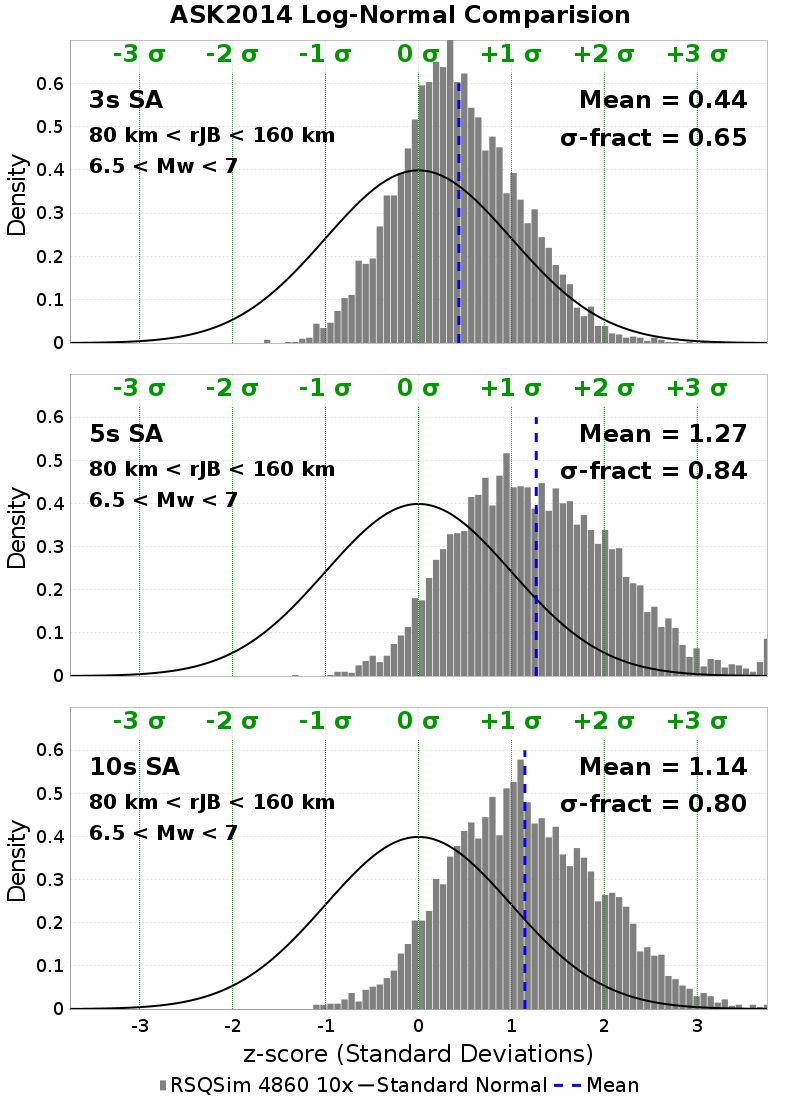 ASK2014 Log-Normal Comparision
-3 σ -2 σ -1 σ 0 σ +1 σ +2 σ +3 σ
3s SA
80 km < rJB < 160 km
6.5 < Mw < 7
Mean = 0.44
σ-fract = 0.65
Density
0.6
0.5
0.4
0.3
0.2
0.1
0
-3 σ -2 σ -1 σ 0 σ +1 σ +2 σ +3 σ
5s SA
80 km < rJB < 160 km
6.5 < Mw < 7
Mean = 1.27
σ-fract = 0.84
Density
0.6
0.5
0.4
0.3
0.2
0.1
0
-3 σ -2 σ -1 σ 0 σ +1 σ +2 σ +3 σ
10s SA
80 km < rJB < 160 km
6.5 < Mw < 7
Mean = 1.14
σ-fract = 0.80
Density
0.6
0.5
0.4
0.3
0.2
0.1
0
-3 -2 -1 0 1 2 3
z-score (Standard Deviations)
RSQSim 4860 10x Standard Normal Mean